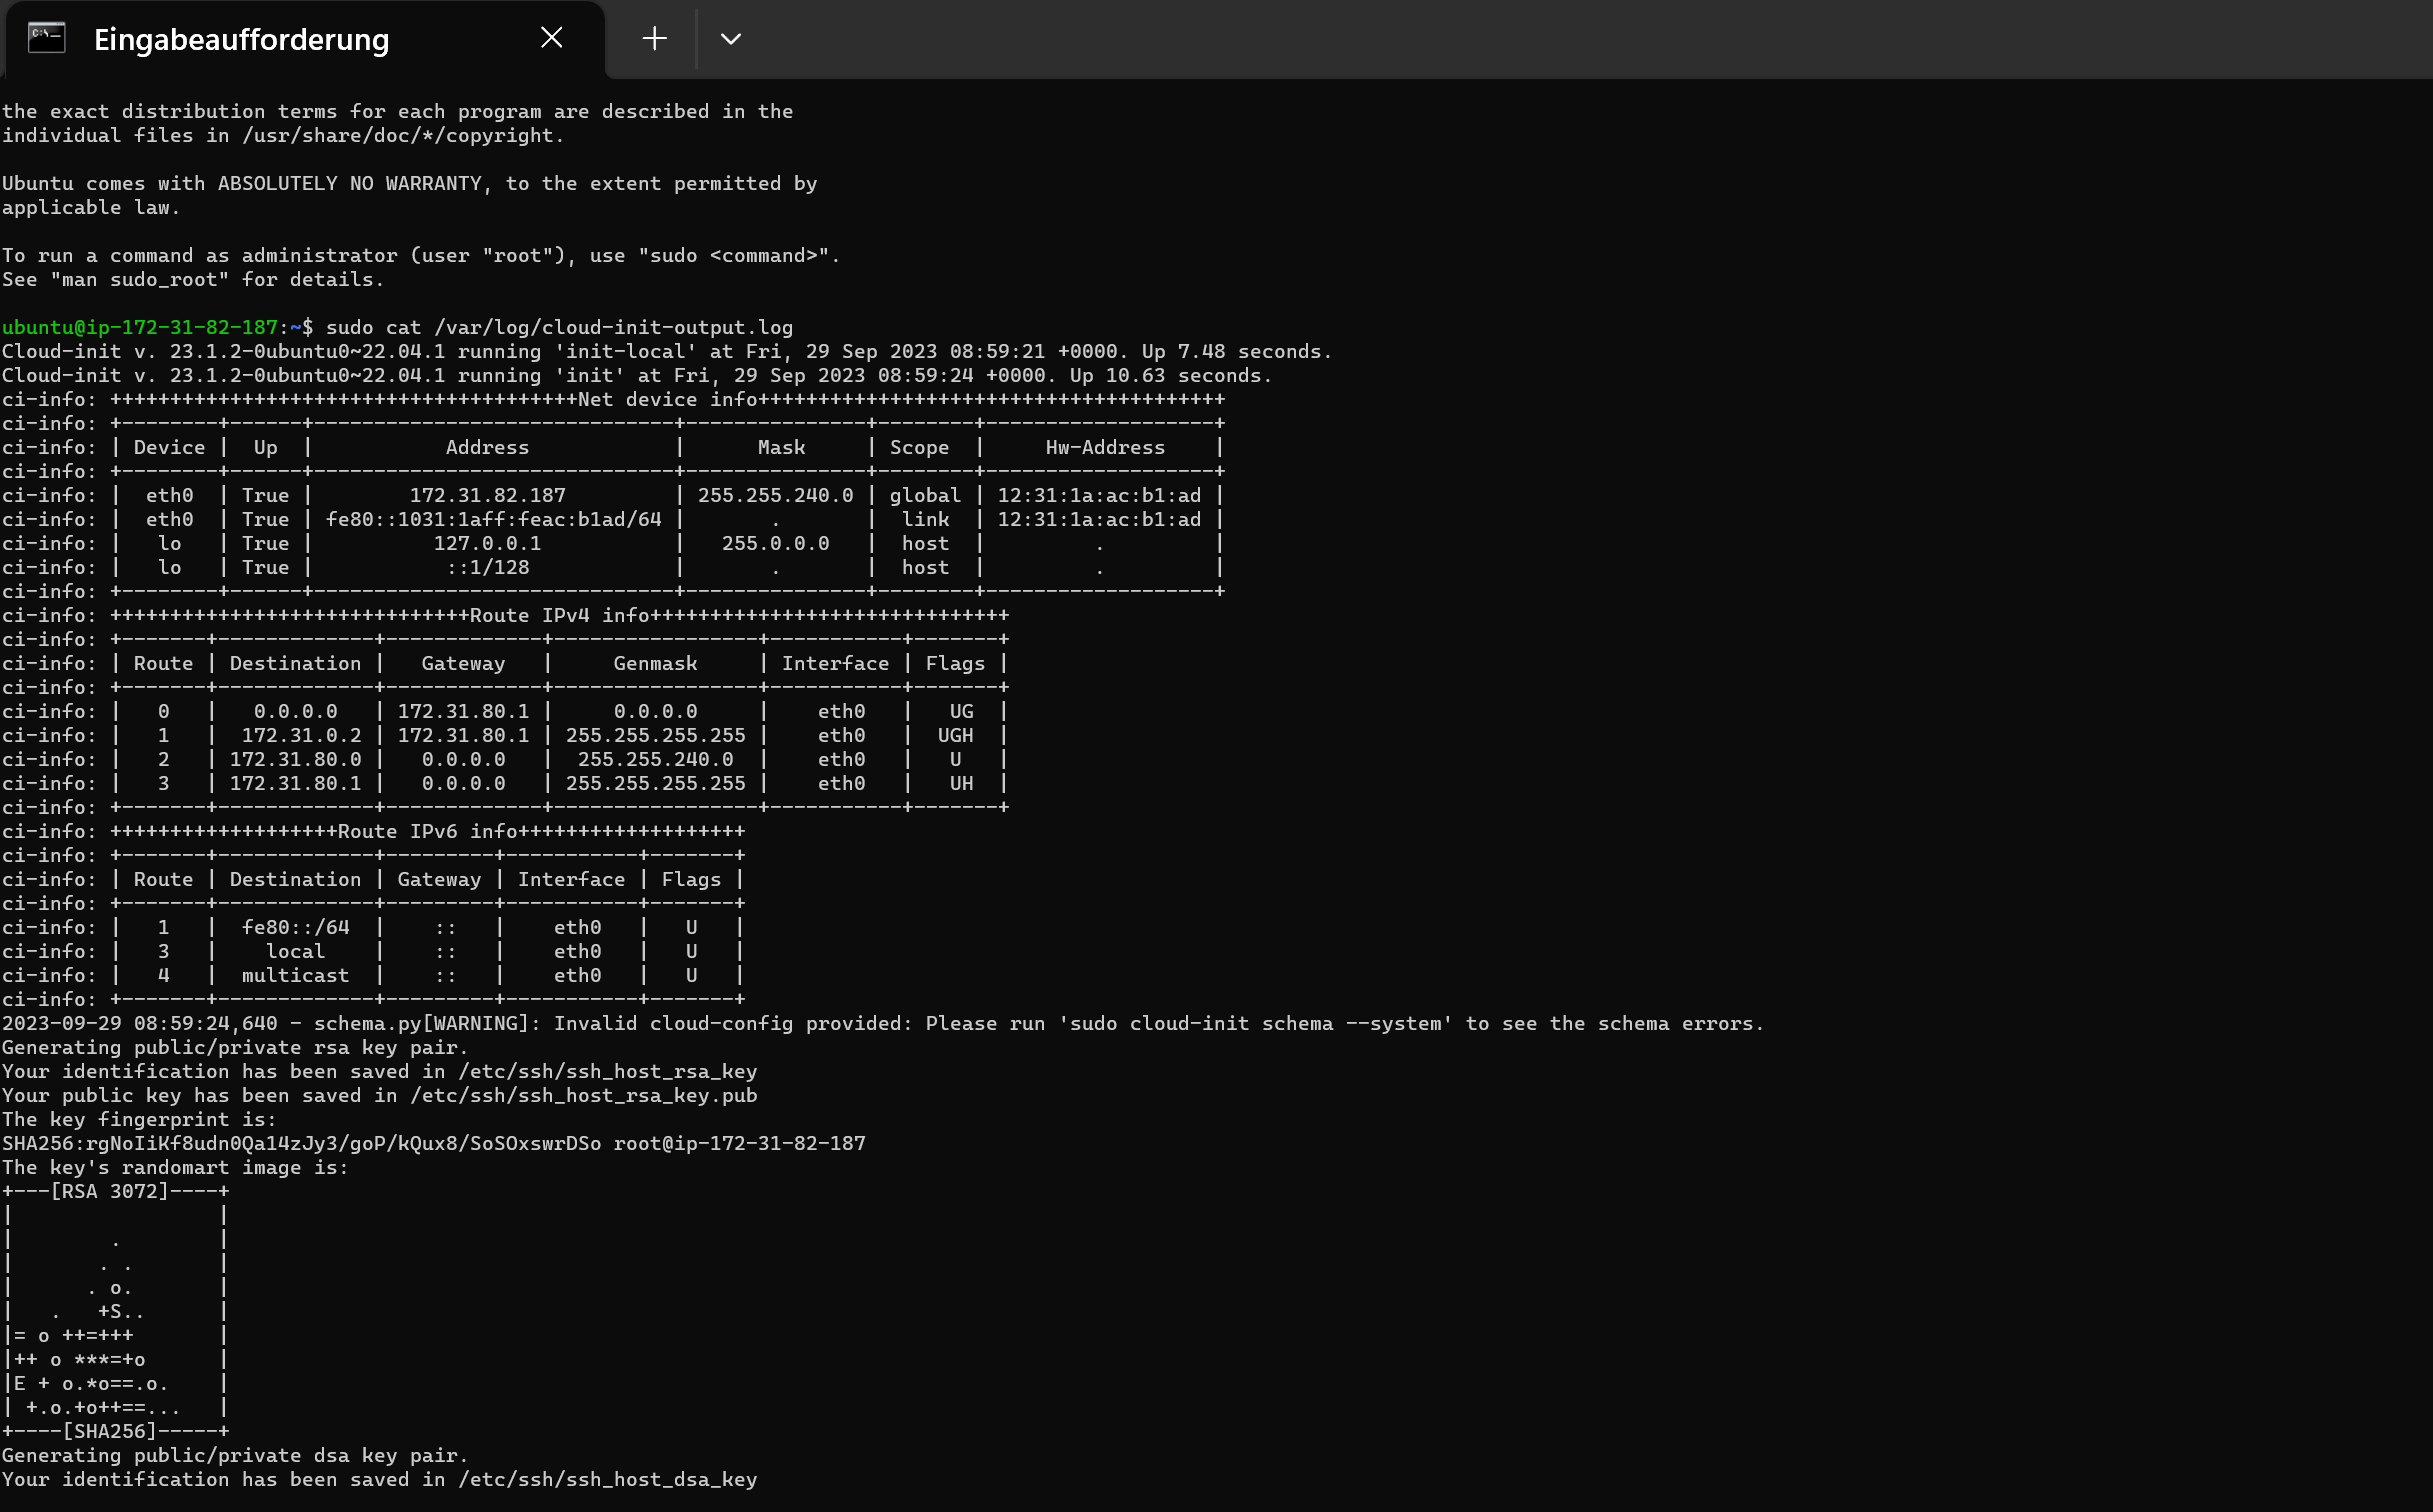 Eingabeaufforderung
the exact distribution terms for each program are described in the
individual files in /usr/share/doc/*/copyright.
Ubuntu comes with ABSOLUTELY NO WARRANTY, to the extent permitted by
applicable law.
To run a command as administrator (user "root"), use "sudo <command>".
See "man sudo_root" for details.
ubuntu@ip-172-31-82-187:~$ sudo cat /var/log/cloud-init-output.log
Cloud-init v. 23.1.2-0ubuntu0~22.04.1 running 'init-local' at Fri, 29 Sep 2023 08:59:21 +0000. Up 7.48 seconds.
Cloud-init v. 23.1.2-0ubuntu0~22.04.1 running 'init' at Fri, 29 Sep 2023 08:59:24 +0000. Up 10.63 seconds.
ci-info: +++++++++++++++++++++++++++++++++++++++Net device info+++++++++++++++++++++++++++++++++++++++
ci-info: +--------+------+------------------------------+---------------+--------+-------------------+
ci-info: | Device |  Up  |           Address            |      Mask     | Scope  |     Hw-Address    |
ci-info: +--------+------+------------------------------+---------------+--------+-------------------+
ci-info: |  eth0  | True |        172.31.82.187         | 255.255.240.0 | global | 12:31:1a:ac:b1:ad |
ci-info: |  eth0  | True | fe80::1031:1aff:feac:b1ad/64 |       .       |  link  | 12:31:1a:ac:b1:ad |
ci-info: |   lo   | True |          127.0.0.1           |   255.0.0.0   |  host  |         .         |
ci-info: |   lo   | True |           ::1/128            |       .       |  host  |         .         |
ci-info: +--------+------+------------------------------+---------------+--------+-------------------+
ci-info: ++++++++++++++++++++++++++++++Route IPv4 info++++++++++++++++++++++++++++++
ci-info: +-------+-------------+-------------+-----------------+-----------+-------+
ci-info: | Route | Destination |   Gateway   |     Genmask     | Interface | Flags |
ci-info: +-------+-------------+-------------+-----------------+-----------+-------+
ci-info: |   0   |   0.0.0.0   | 172.31.80.1 |     0.0.0.0     |    eth0   |   UG  |
ci-info: |   1   |  172.31.0.2 | 172.31.80.1 | 255.255.255.255 |    eth0   |  UGH  |
ci-info: |   2   | 172.31.80.0 |   0.0.0.0   |  255.255.240.0  |    eth0   |   U   |
ci-info: |   3   | 172.31.80.1 |   0.0.0.0   | 255.255.255.255 |    eth0   |   UH  |
ci-info: +-------+-------------+-------------+-----------------+-----------+-------+
ci-info: +++++++++++++++++++Route IPv6 info+++++++++++++++++++
ci-info: +-------+-------------+---------+-----------+-------+
ci-info: | Route | Destination | Gateway | Interface | Flags |
ci-info: +-------+-------------+---------+-----------+-------+
ci-info: |   1   |  fe80::/64  |    ::   |    eth0   |   U   |
ci-info: |   3   |    local    |    ::   |    eth0   |   U   |
ci-info: |   4   |  multicast  |    ::   |    eth0   |   U   |
ci-info: +-------+-------------+---------+-----------+-------+
2023-09-29 08:59:24,640 - schema.py[WARNING]: Invalid cloud-config provided: Please run 'sudo cloud-init schema --system' to see the schema errors.
Generating public/private rsa key pair.
Your identification has been saved in /etc/ssh/ssh_host_rsa_key
Your public key has been saved in /etc/ssh/ssh_host_rsa_key.pub
The key fingerprint is:
SHA256:rgNoIiKf8udn0Qa14zJy3/goP/kQux8/SoSOxswrDSo root@ip-172-31-82-187
The key's randomart image is:
+---[RSA 3072]----+
|                 |
|        .        |
|       . .       |
|      . o.       |
|   .   +S..      |
|= o ++=+++       |
|++ o ***=+o      |
|E + o.*o==.o.    |
| +.o.+o++==...   |
+----[SHA256]-----+
Generating public/private dsa key pair.
Your identification has been saved in /etc/ssh/ssh_host_dsa_key